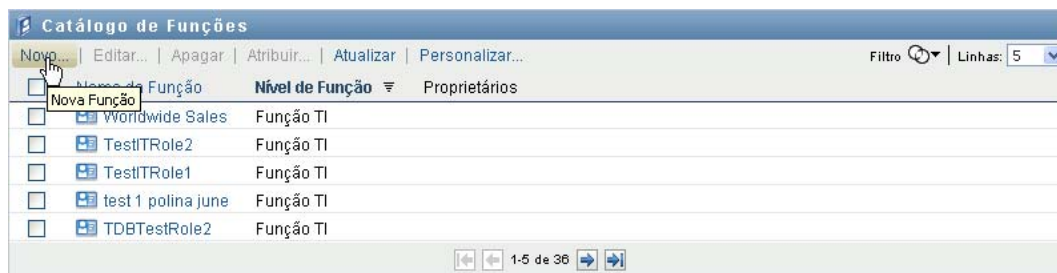 Catálogo de Funções
Novo... | Editar... | Apagar | Atribuir... | Atualizar | Personalizar... Filtro | Linhas: 5
Nome da Função Nível de Função Proprietários
Nova Função
Worldwide Sales Função TI
TestITRole2 Função TI
TestITRole1 Função TI
test 1 polina june Função TI
TDBTestRole2 Função TI
1-5 de 36